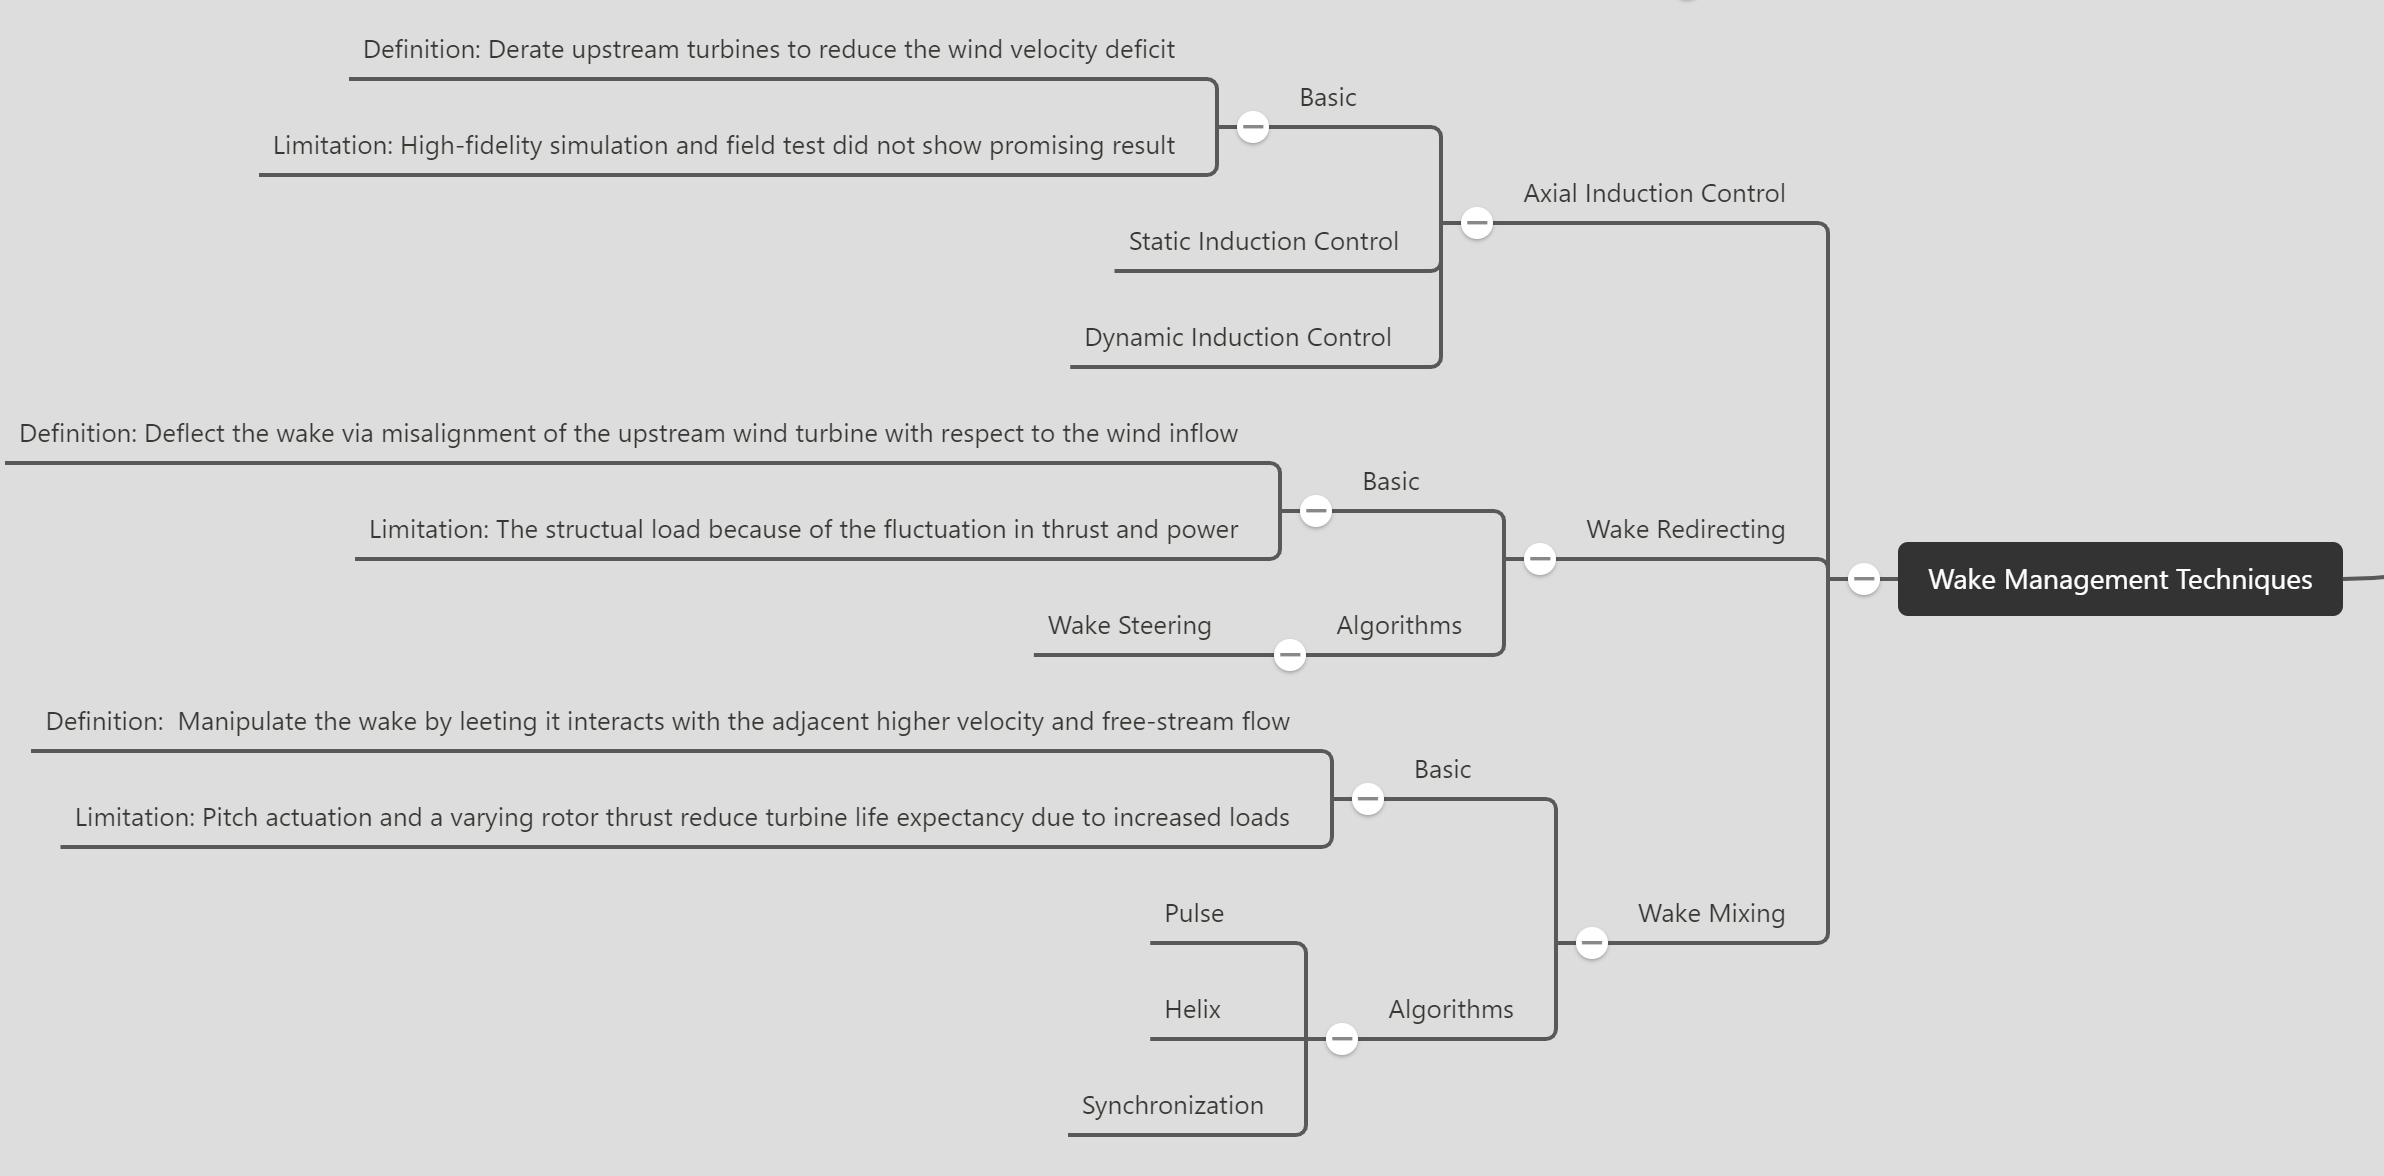 Definition: Derate upstream turbines to reduce the wind velocity deficit
Basic
Limitation: High-fidelity simulation and field test did not show promising result
Axial Induction Control
Static Induction Control
Dynamic Induction Control
Definition: Deflect the wake via misalignment of the upstream wind turbine with respect to the wind inflow
Basic
Limitation: The structual load because of the fluctuation in thrust and power
Wake Redirecting
Wake Management Techniques
Wake Steering
Algorithms
Definition:  Manipulate the wake by leeting it interacts with the adjacent higher velocity and free-stream flow
Basic
Limitation: Pitch actuation and a varying rotor thrust reduce turbine life expectancy due to increased loads
Pulse
Wake Mixing
Helix
Algorithms
Synchronization